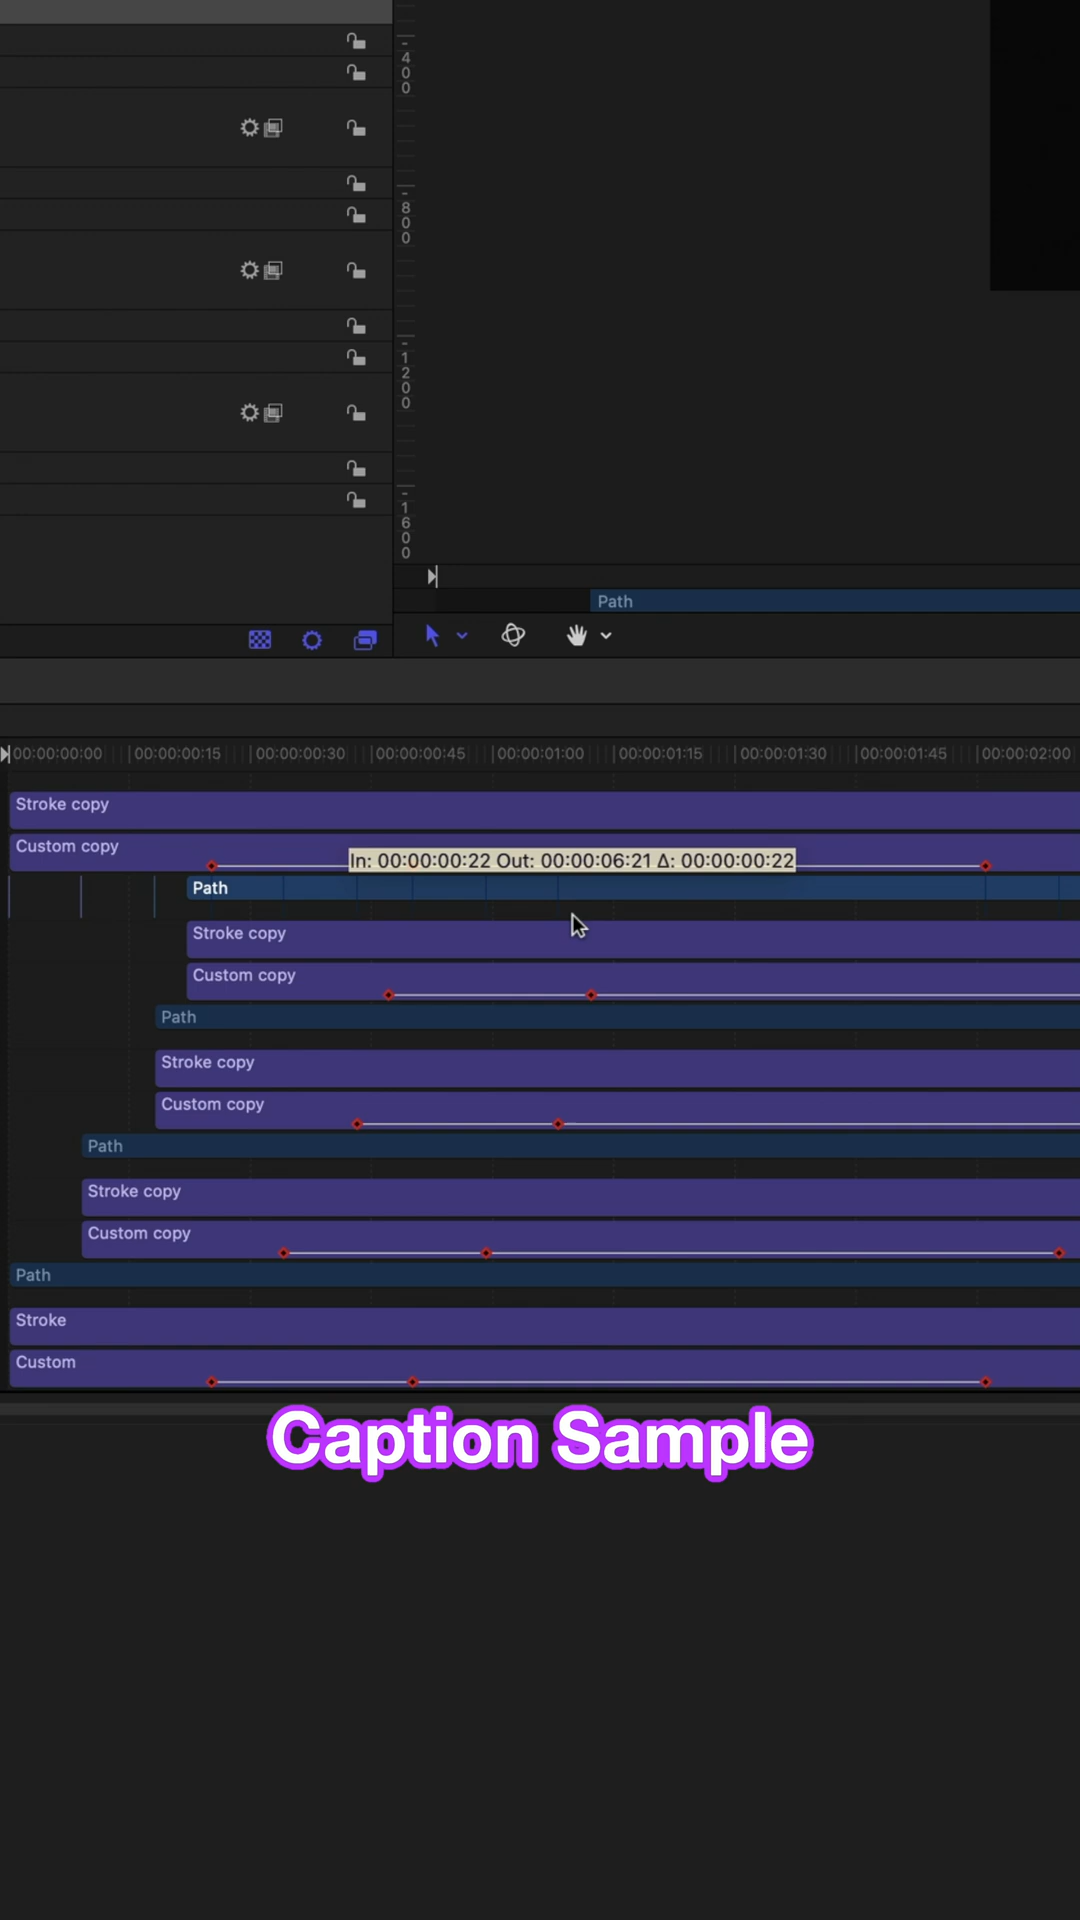 -400
-800
-1200
-1600
Path
00:00:00:00 00:00:00:15 00:00:00:30 00:00:00:45 00:00:01:00 00:00:01:15 00:00:01:30 00:00:01:45 00:00:02:00
Stroke copy
Custom copy
In: 00:00:00:22 Out: 00:00:06:21 Δ: 00:00:00:22
Path
Stroke copy
Custom copy
Path
Stroke copy
Custom copy
Path
Stroke copy
Custom copy
Path
Stroke
Custom
Caption Sample